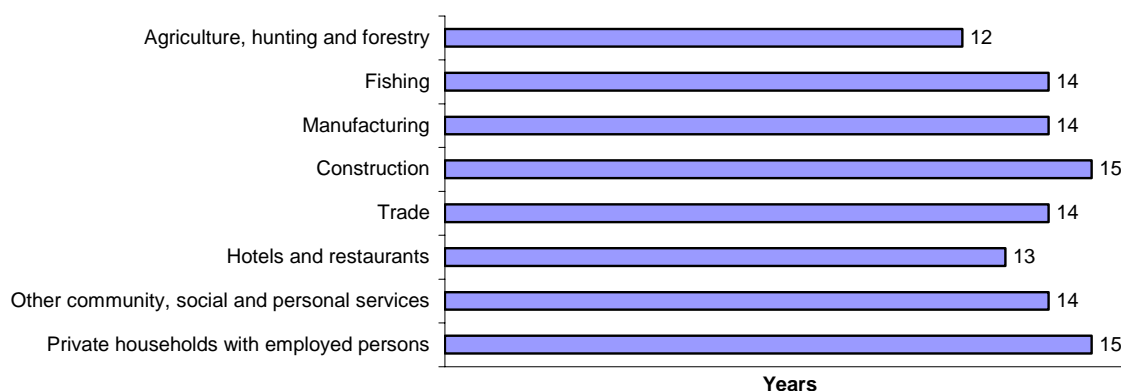 Agriculture, hunting and forestry 12
Fishing 14
Manufacturing 14
Construction 15
Trade 14
Hotels and restaurants 13
Other community, social and personal services 14
Private households with employed persons 15
Years